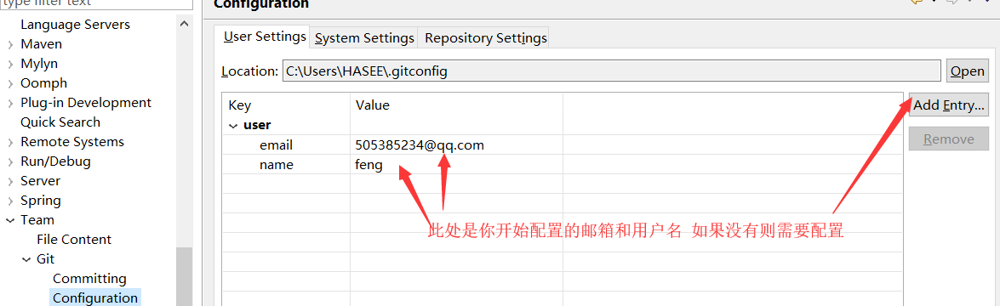 type filter text
Language Servers
Maven
Mylyn
Oomph
Plug-in Development
Quick Search
Remote Systems
Run/Debug
Server
Spring
Team
File Content
Git
Committing
Configuration
Configuration
User Settings System Settings Repository Settings
Location: C:\Users\HASEE\.gitconfig Open
Key Value Add Entry...
user
email 505385234@qq.com Remove
name feng
此处是你开始配置的邮箱和用户名 如果没有则需要配置